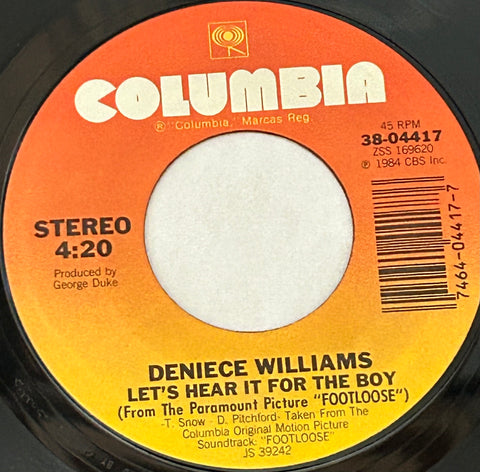 COLUMBIA
® "Columbia," Marcas Reg.
45 RPM
38-04417
ZSS 169620
℗ 1984 CBS Inc.
STEREO
4:20
Produced by
George Duke
7464-04417-7
DENIECE WILLIAMS
LET'S HEAR IT FOR THE BOY
(From The Paramount Picture "FOOTLOOSE")
-T. Snow - D. Pitchford- Taken From The
Columbia Original Motion Picture
Soundtrack: "FOOTLOOSE"
JS 39242